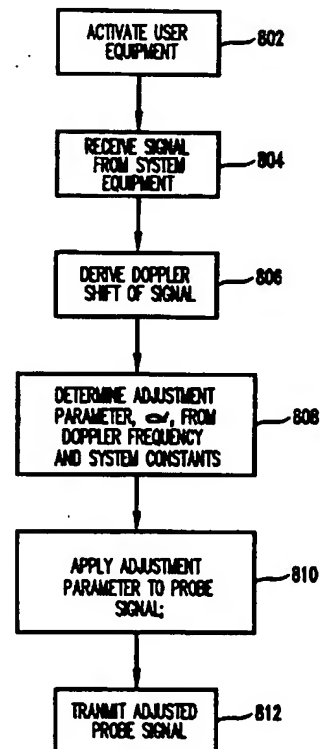 ACTIVATE USER
EQUIPMENT
802
RECEIVE SIGNAL
FROM SYSTEM
EQUIPMENT
804
DERIVE DOPPLER
SHIFT OF SIGNAL
806
DETERMINE ADJUSTMENT
PARAMETER, α, FROM
DOPPLER FREQUENCY
AND SYSTEM CONSTANTS
808
APPLY ADJUSTMENT
PARAMETER TO PROBE
SIGNAL;
810
TRANMIT ADJUSTED
PROBE SIGNAL
812